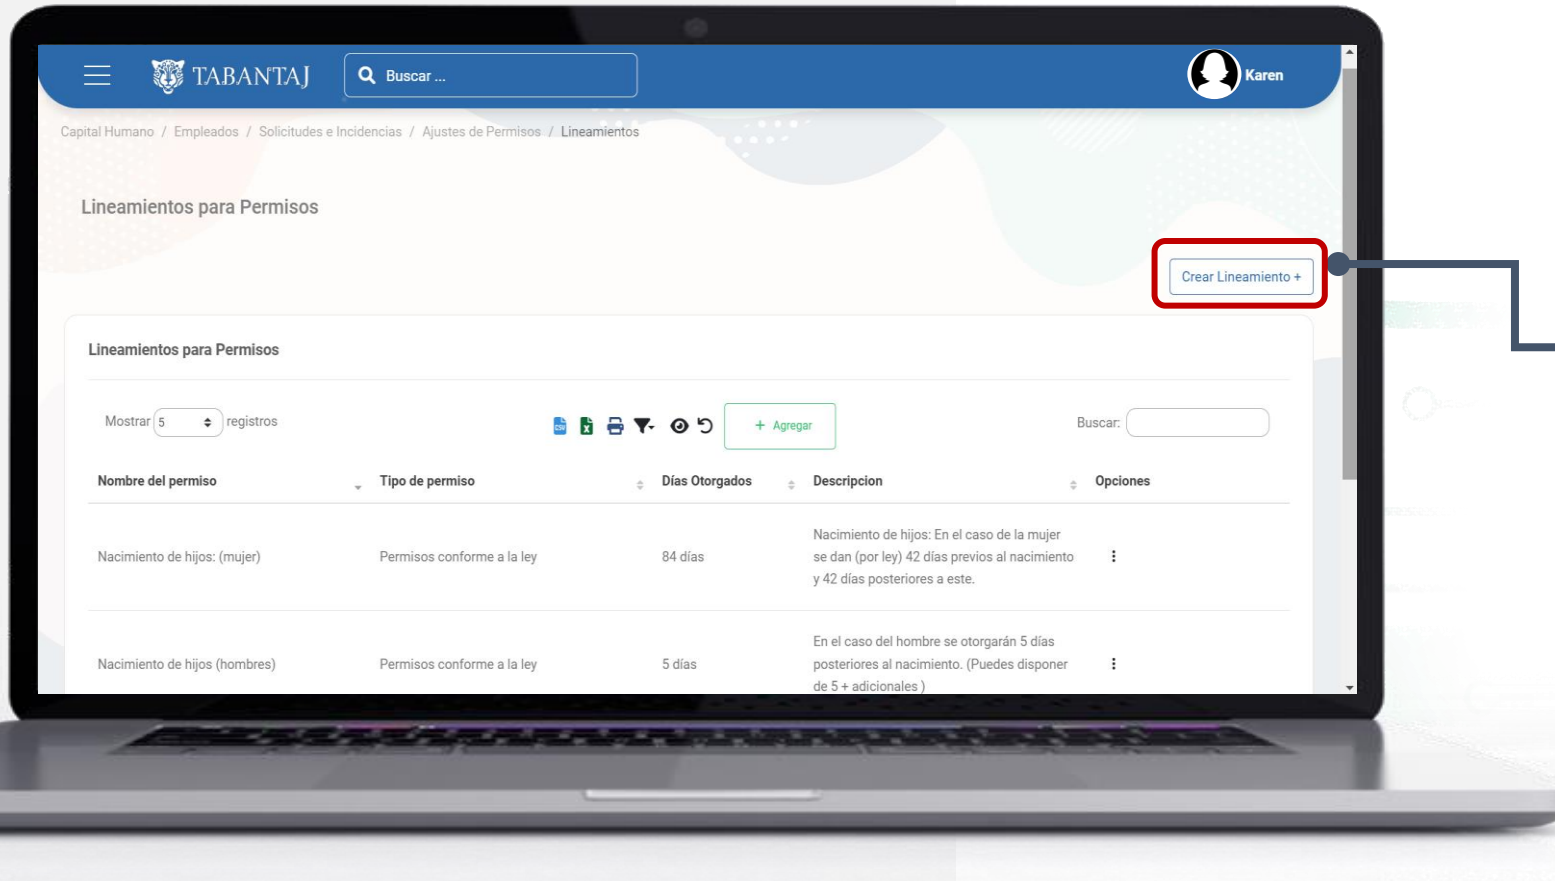 TABANTAJ
Buscar ...
Karen
Capital Humano / Empleados / Solicitudes e Incidencias / Ajustes de Permisos / Lineamientos
Lineamientos para Permisos
Crear Lineamiento +
Lineamientos para Permisos
Mostrar 5 registros
CSV
X
+ Agregar
Buscar:
Nombre del permiso
Tipo de permiso
Días Otorgados
Descripcion
Opciones
Nacimiento de hijos: (mujer)
Permisos conforme a la ley
84 días
Nacimiento de hijos: En el caso de la mujer
se dan (por ley) 42 días previos al nacimiento
y 42 días posteriores a este.
Nacimiento de hijos (hombres)
Permisos conforme a la ley
5 días
En el caso del hombre se otorgarán 5 días
posteriores al nacimiento. (Puedes disponer
de 5 + adicionales )